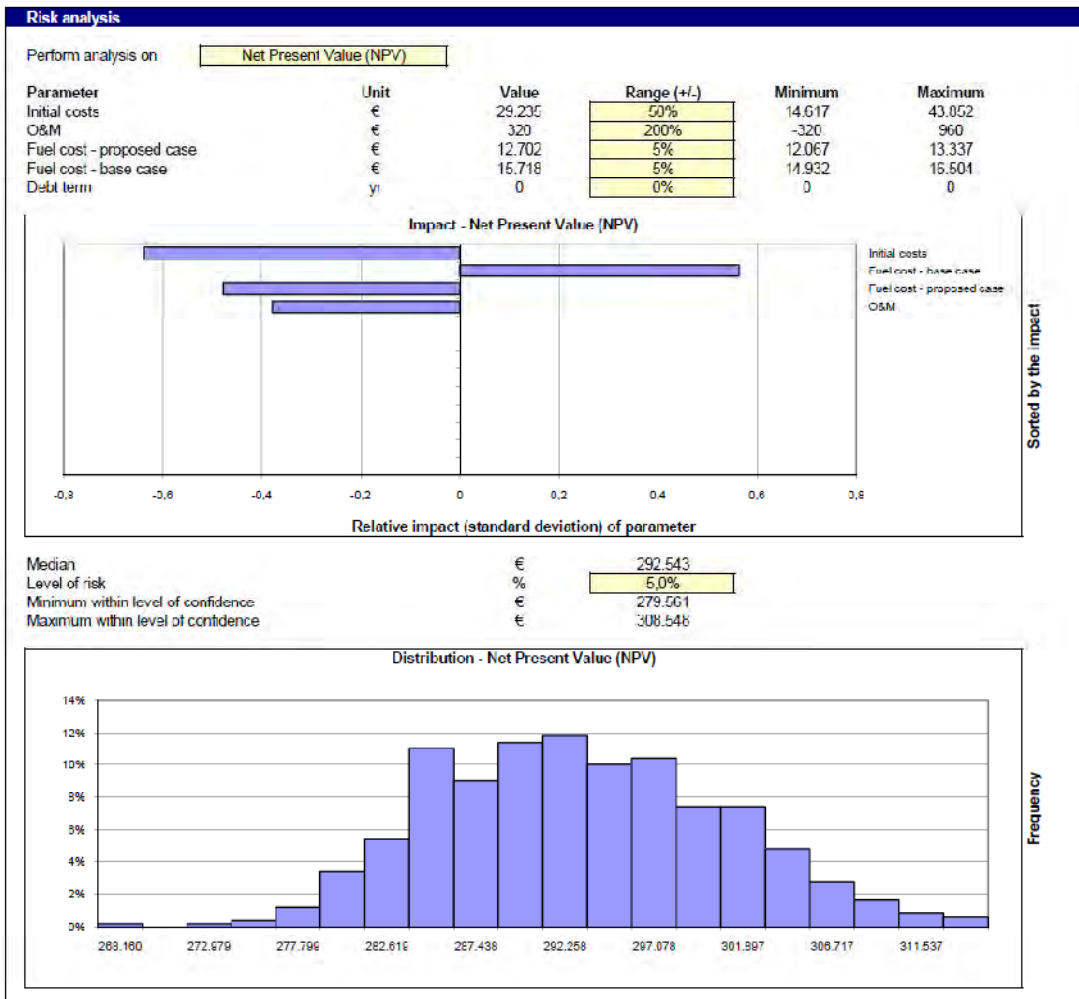 Risk analysis
Perform analysis on Net Present Value (NPV)
Parameter Unit Value Range (+/-) Minimum Maximum
Initial costs € 29.235 50% 14.617 43.852
O&M € 320 200% -320 960
Fuel cost - proposed case € 12.702 5% 12.067 13.337
Fuel cost - base case € 15.718 5% 14.932 16.504
Debt term yr 0 0% 0 0
Impact - Net Present Value (NPV)
Initial costs
Fuel cost - base case
Fuel cost - proposed case
O&M
Sorted by the impact
-0,8 -0,6 -0,4 -0,2 0 0,2 0,4 0,6 0,8
Relative impact (standard deviation) of parameter
Median € 292.543
Level of risk % 5,0%
Minimum within level of confidence € 279.561
Maximum within level of confidence € 308.548
Distribution - Net Present Value (NPV)
14%
12%
10%
8%
6%
4%
2%
0%
Frequency
268.160 272.979 277.799 282.619 287.438 292.258 297.078 301.897 306.717 311.537